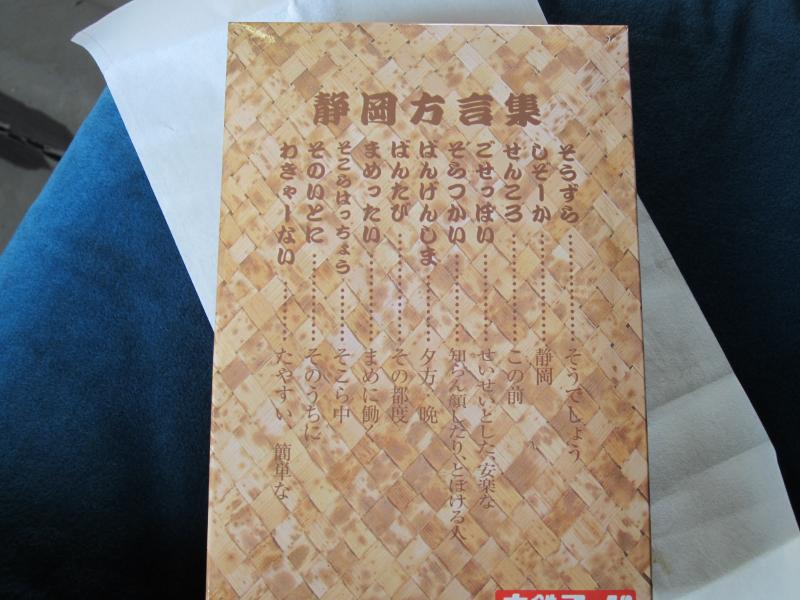 静岡方言集
そうずら…………そうでしょう
しぞーか…………静岡
せんころ…………この前
ごせっぽい…………せいせいとした、安楽な
そらつかい…………知らん顔したり、とぼける人
ばんげんしま………夕方・晩
ばんたび…………その都度
まめったい…………まめに働く
そこらはっちょう………そこら中
そのいとに…………そのうちに
わきゃーない………たやすい、簡単な